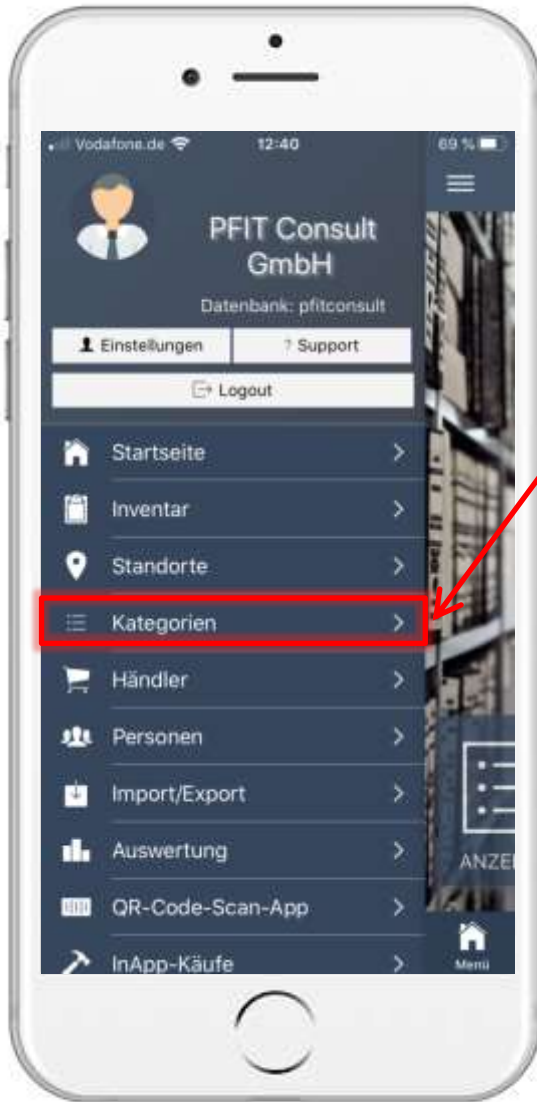 Vodafone.de 12:40 69 %
PFIT Consult
GmbH
Datenbank: pfitconsult
Einstellungen ? Support
Logout
Startseite
Inventar
Standorte
Kategorien
Händler
Personen
Import/Export
Auswertung
QR-Code-Scan-App
InApp-Käufe
ANZEI
Menü